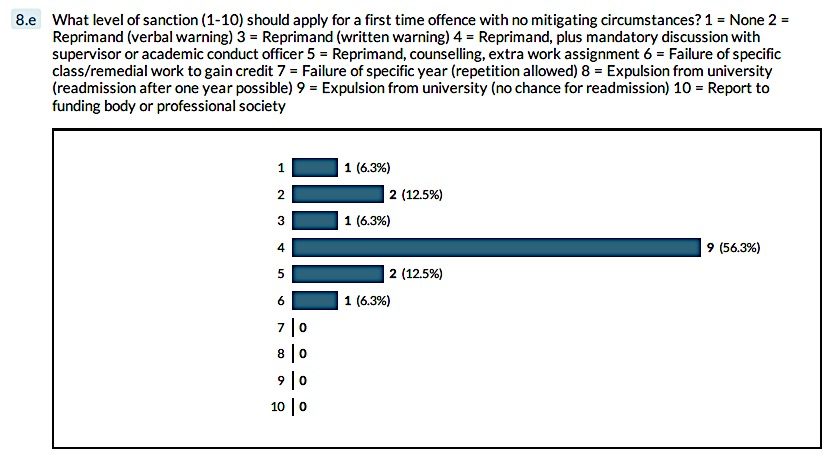 8.e What level of sanction (1-10) should apply for a first time offence with no mitigating circumstances? 1 = None 2 =
Reprimand (verbal warning) 3 = Reprimand (written warning) 4 = Reprimand, plus mandatory discussion with
supervisor or academic conduct officer 5 = Reprimand, counselling, extra work assignment 6 = Failure of specific
class/remedial work to gain credit 7 = Failure of specific year (repetition allowed) 8 = Expulsion from university
(readmission after one year possible) 9 = Expulsion from university (no chance for readmission) 10 = Report to
funding body or professional society
1 1 (6.3%)
2 2 (12.5%)
3 1 (6.3%)
4 9 (56.3%)
5 2 (12.5%)
6 1 (6.3%)
7 0
8 0
9 0
10 0